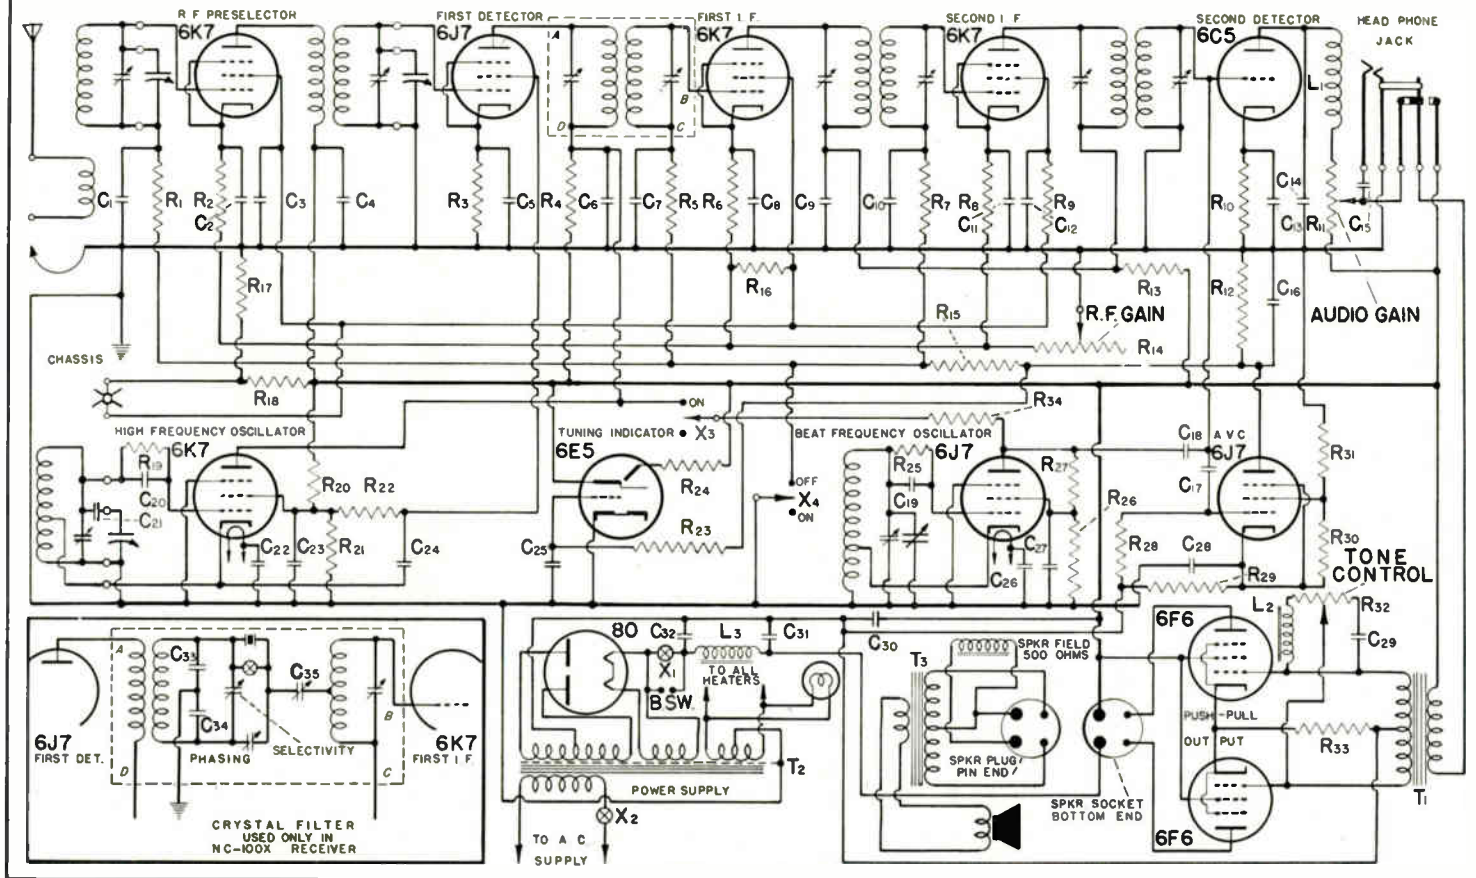 R F PRESELECTOR
6K7
FIRST DETECTOR
6J7
FIRST I. F.
6K7
SECOND I F
6K7
SECOND DETECTOR
6C5
HEAD PHONE
JACK
A
B
D
C
L1
C1
R1
R2
C2
C3
C4
R3
C5
R4
C6
C7
R5
R6
C8
C9
C10
R7
R8
C11
R9
C12
R10
C14
C13
R11
C15
R17
R16
R13
R12
C16
R15
R.F. GAIN
AUDIO GAIN
R14
CHASSIS
R18
ON
X3
R34
HIGH FREQUENCY OSCILLATOR
6K7
TUNING INDICATOR
6E5
BEAT FREQUENCY OSCILLATOR
6J7
C18
A V C
6J7
R19
C20
C21
R20
R22
R24
OFF
X4
ON
R25
C19
R27
R26
C17
R31
C22
C23
R21
C24
C25
R23
C26
C27
R28
C28
R29
R30
TONE
CONTROL
L2
R32
C29
80
C32
L3
C31
C30
X1
TO ALL
HEATERS
B SW.
T3
SPKR FIELD
500 OHMS
6F6
PUSH-PULL
OUT PUT
R33
T1
SPKR PLUG
PIN END
SPKR SOCKET
BOTTOM END
6F6
T2
POWER SUPPLY
X2
TO A C
SUPPLY
A
C33
C35
C34
B
6J7
FIRST DET.
D
PHASING
SELECTIVITY
C
6K7
FIRST I F.
CRYSTAL FILTER
USED ONLY IN
NC-100X RECEIVER